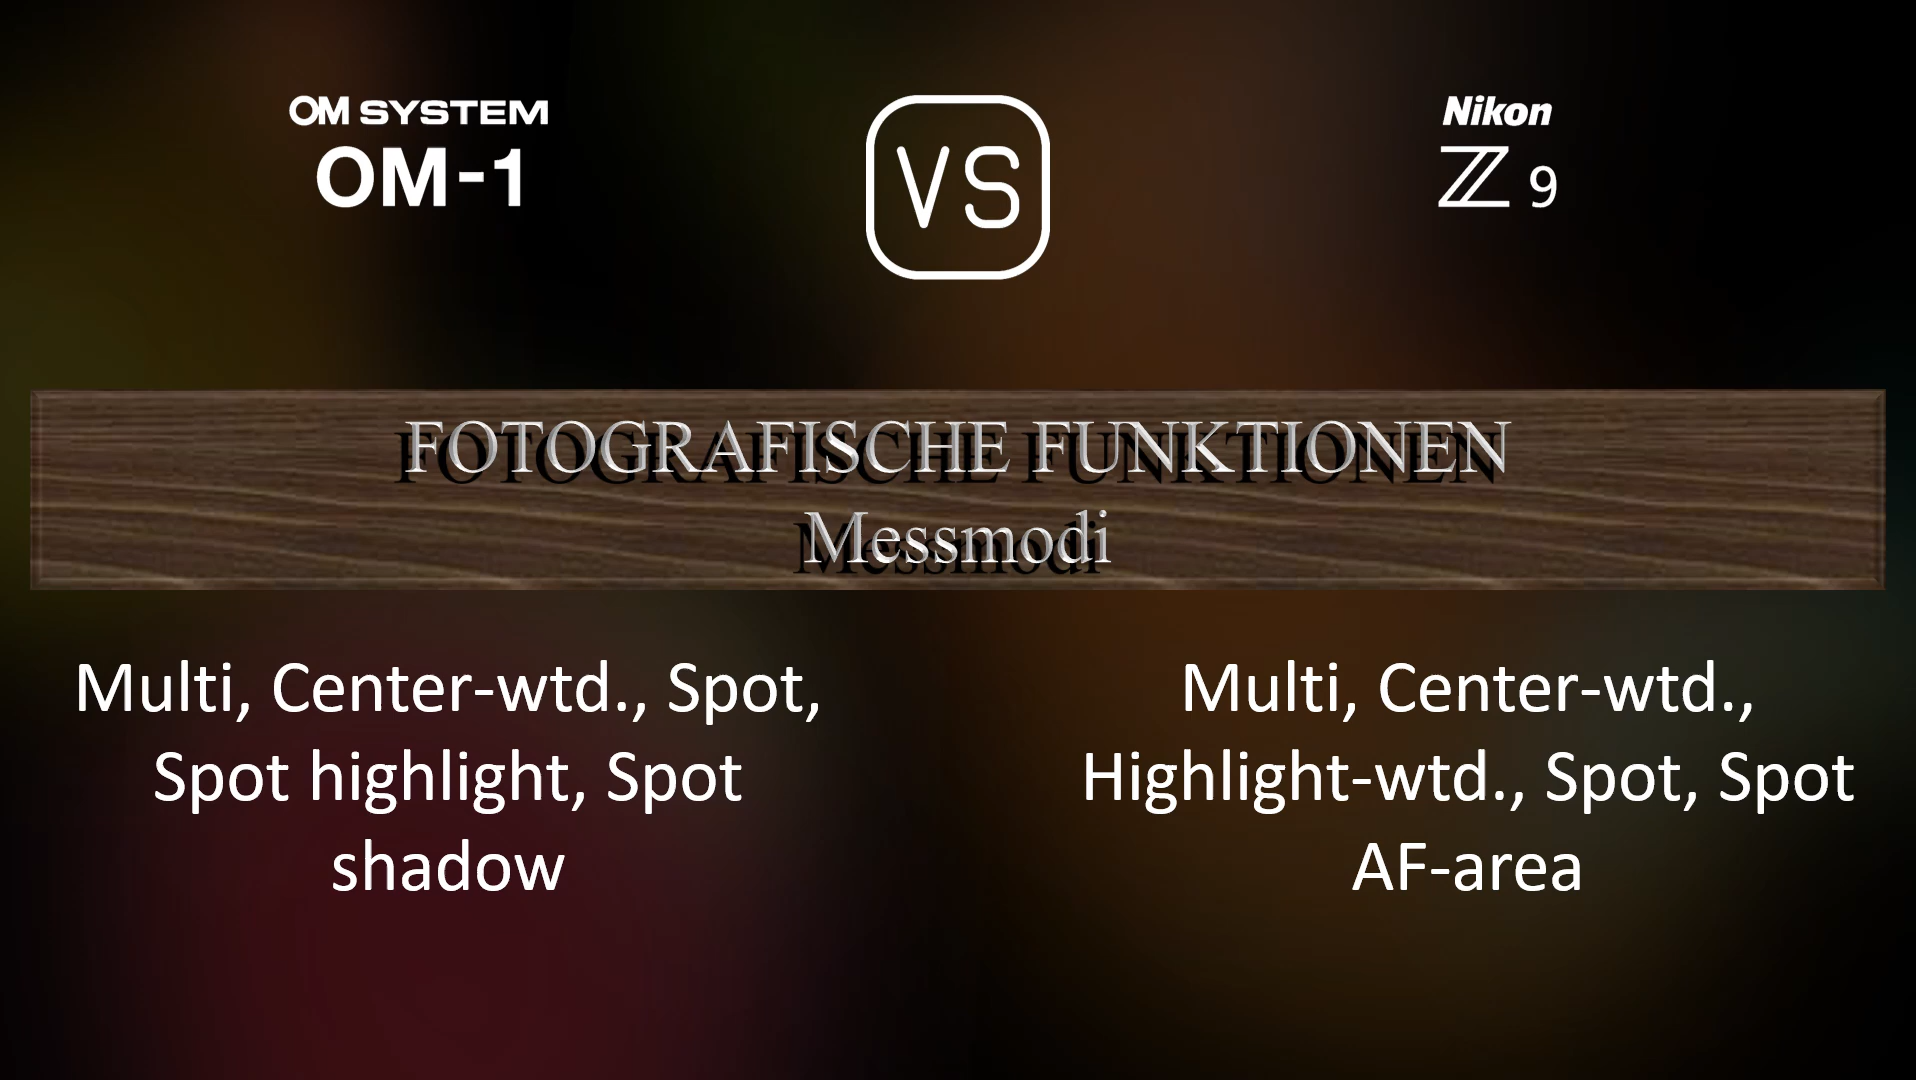 OM SYSTEM
OM-1
VS
Nikon
Z 9
FOTOGRAFISCHE FUNKTIONEN
Messmodi
Multi, Center-wtd., Spot,
Spot highlight, Spot
shadow
Multi, Center-wtd.,
Highlight-wtd., Spot, Spot
AF-area